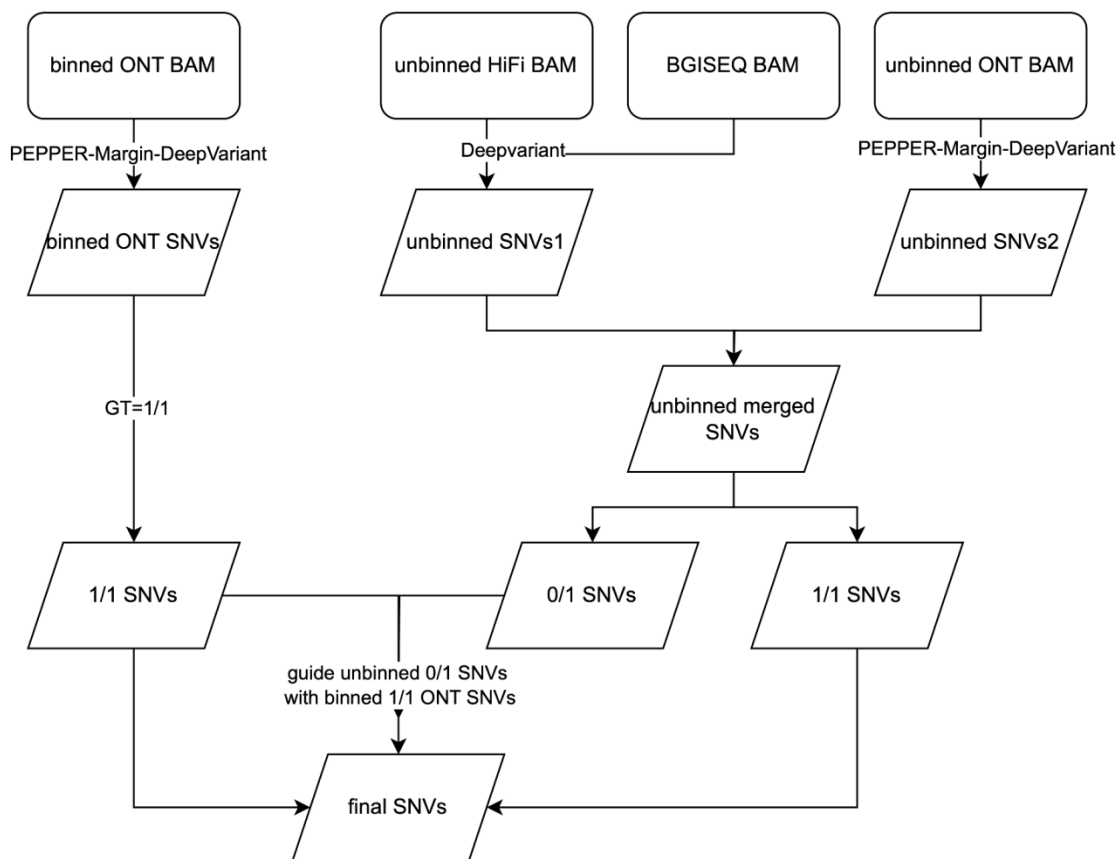 binned ONT BAM
unbinned HiFi BAM
BGISEQ BAM
unbinned ONT BAM
PEPPER-Margin-DeepVariant
Deepvariant
PEPPER-Margin-DeepVariant
binned ONT SNVs
unbinned SNVs1
unbinned SNVs2
GT=1/1
unbinned merged
SNVs
1/1 SNVs
0/1 SNVs
1/1 SNVs
guide unbinned 0/1 SNVs
with binned 1/1 ONT SNVs
final SNVs